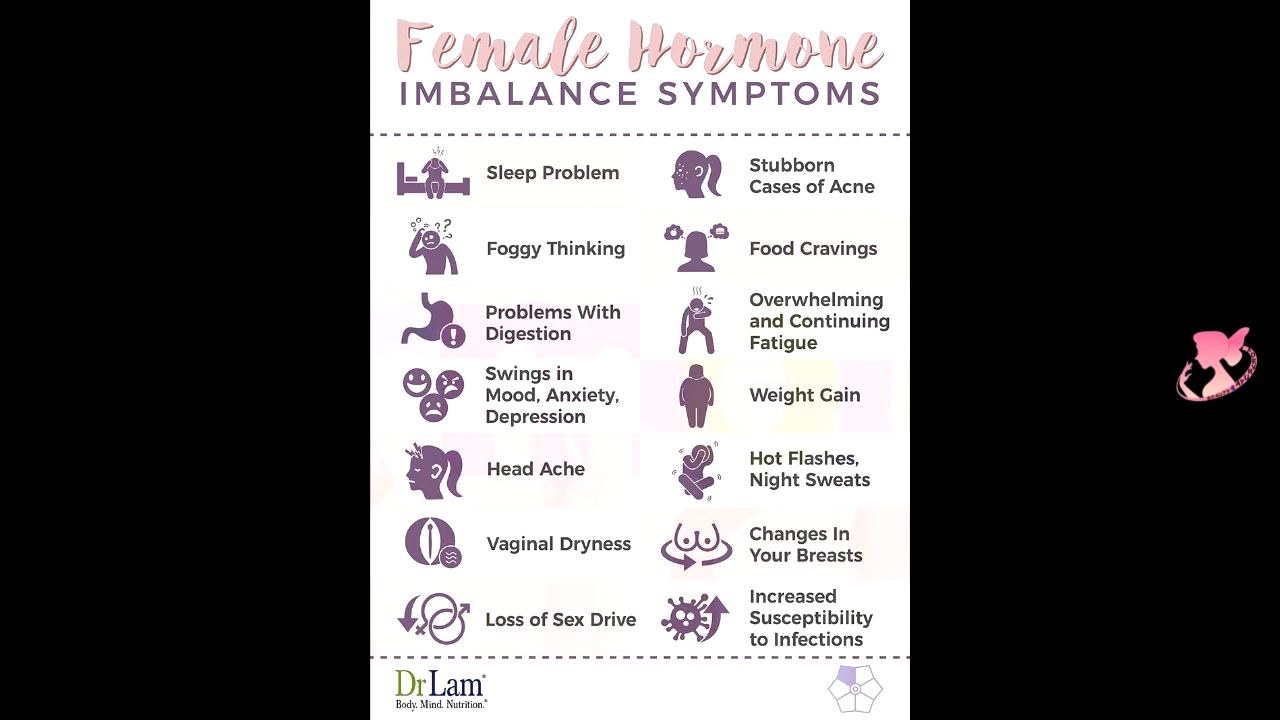 Female Hormone
IMBALANCE SYMPTOMS
Sleep Problem
Stubborn
Cases of Acne
Foggy Thinking
Food Cravings
Problems With
Digestion
Overwhelming
and Continuing
Fatigue
Swings in
Mood, Anxiety,
Depression
Weight Gain
Head Ache
Hot Flashes,
Night Sweats
Vaginal Dryness
Changes In
Your Breasts
Loss of Sex Drive
Increased
Susceptibility
to Infections
DrLam®
Body. Mind. Nutrition.®